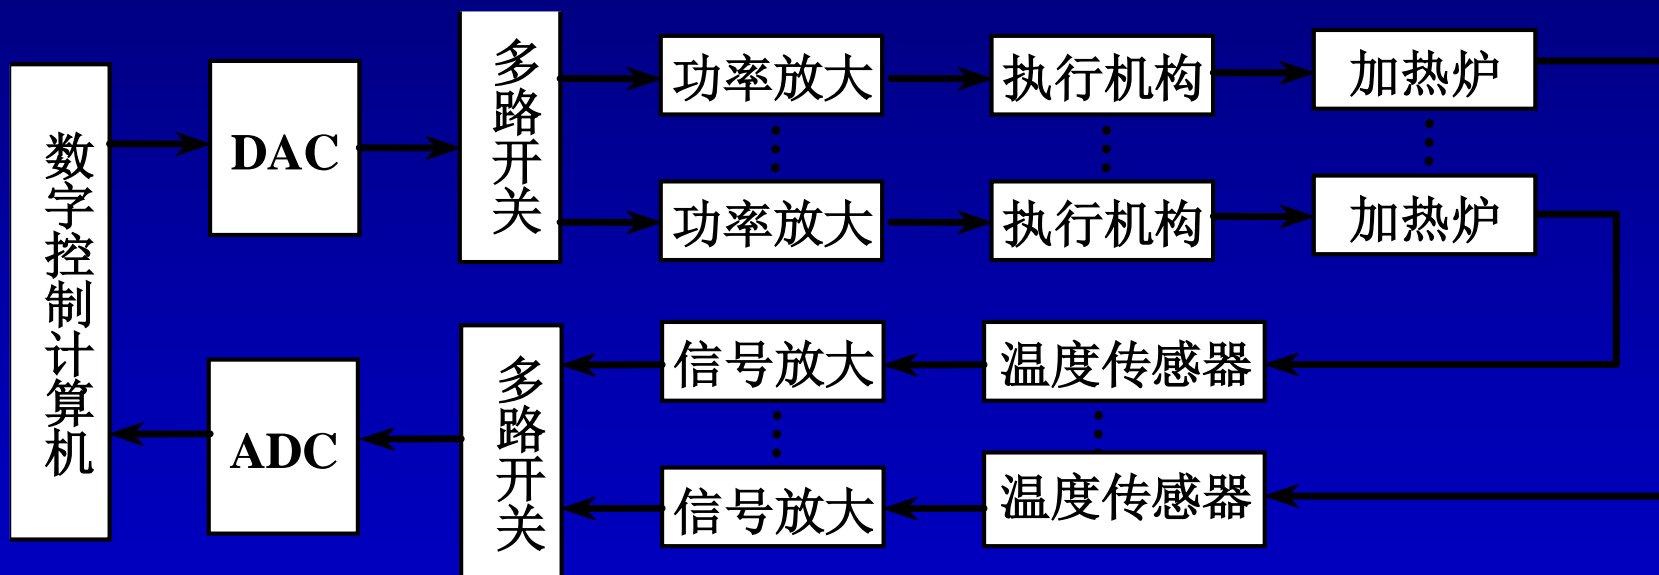 数字控制计算机
DAC
多路开关
功率放大
执行机构
加热炉
功率放大
执行机构
加热炉
ADC
多路开关
信号放大
温度传感器
信号放大
温度传感器